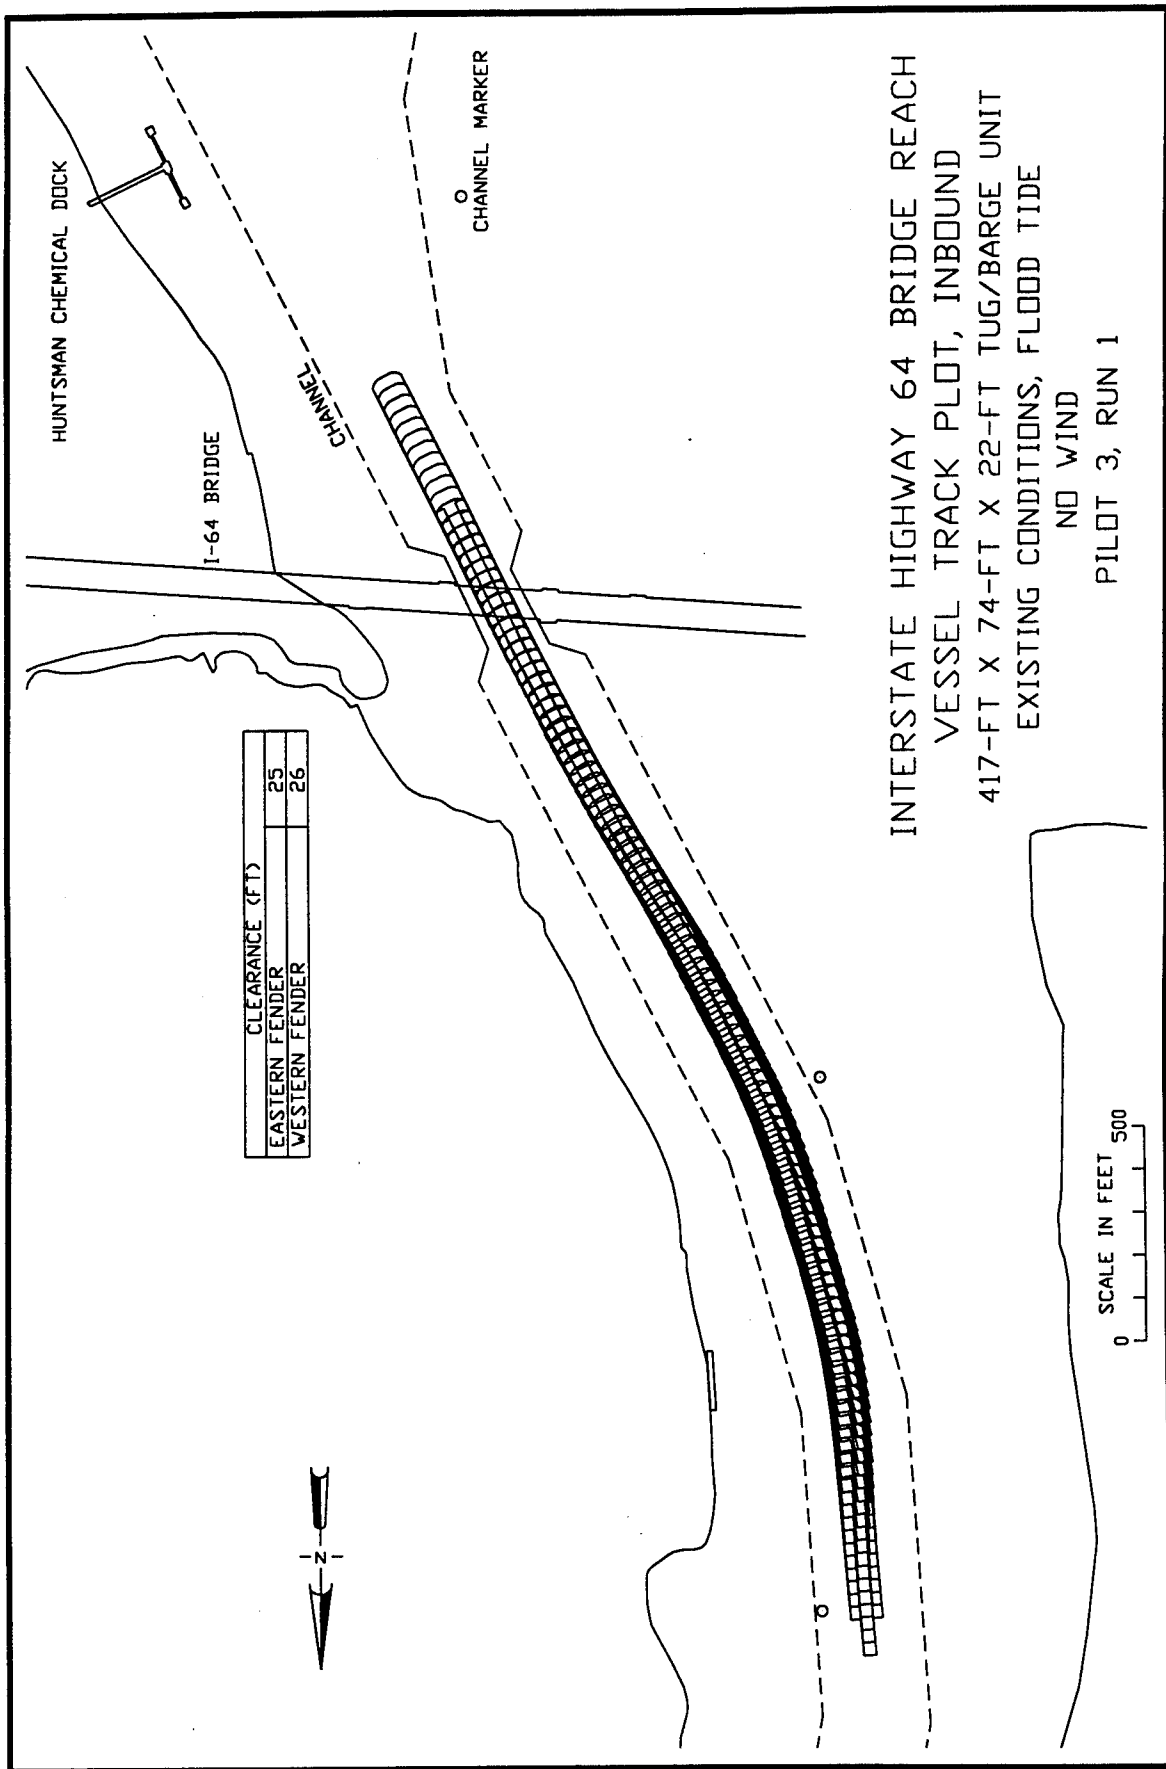 HUNTSMAN CHEMICAL DOCK
I-64 BRIDGE
CHANNEL
CHANNEL MARKER
CLEARANCE (FT)
EASTERN FENDER 25
WESTERN FENDER 26
N
INTERSTATE HIGHWAY 64 BRIDGE REACH
VESSEL TRACK PLOT, INBOUND
417-FT X 74-FT X 22-FT TUG/BARGE UNIT
EXISTING CONDITIONS, FLOOD TIDE
NO WIND
PILOT 3, RUN 1
SCALE IN FEET
0 500